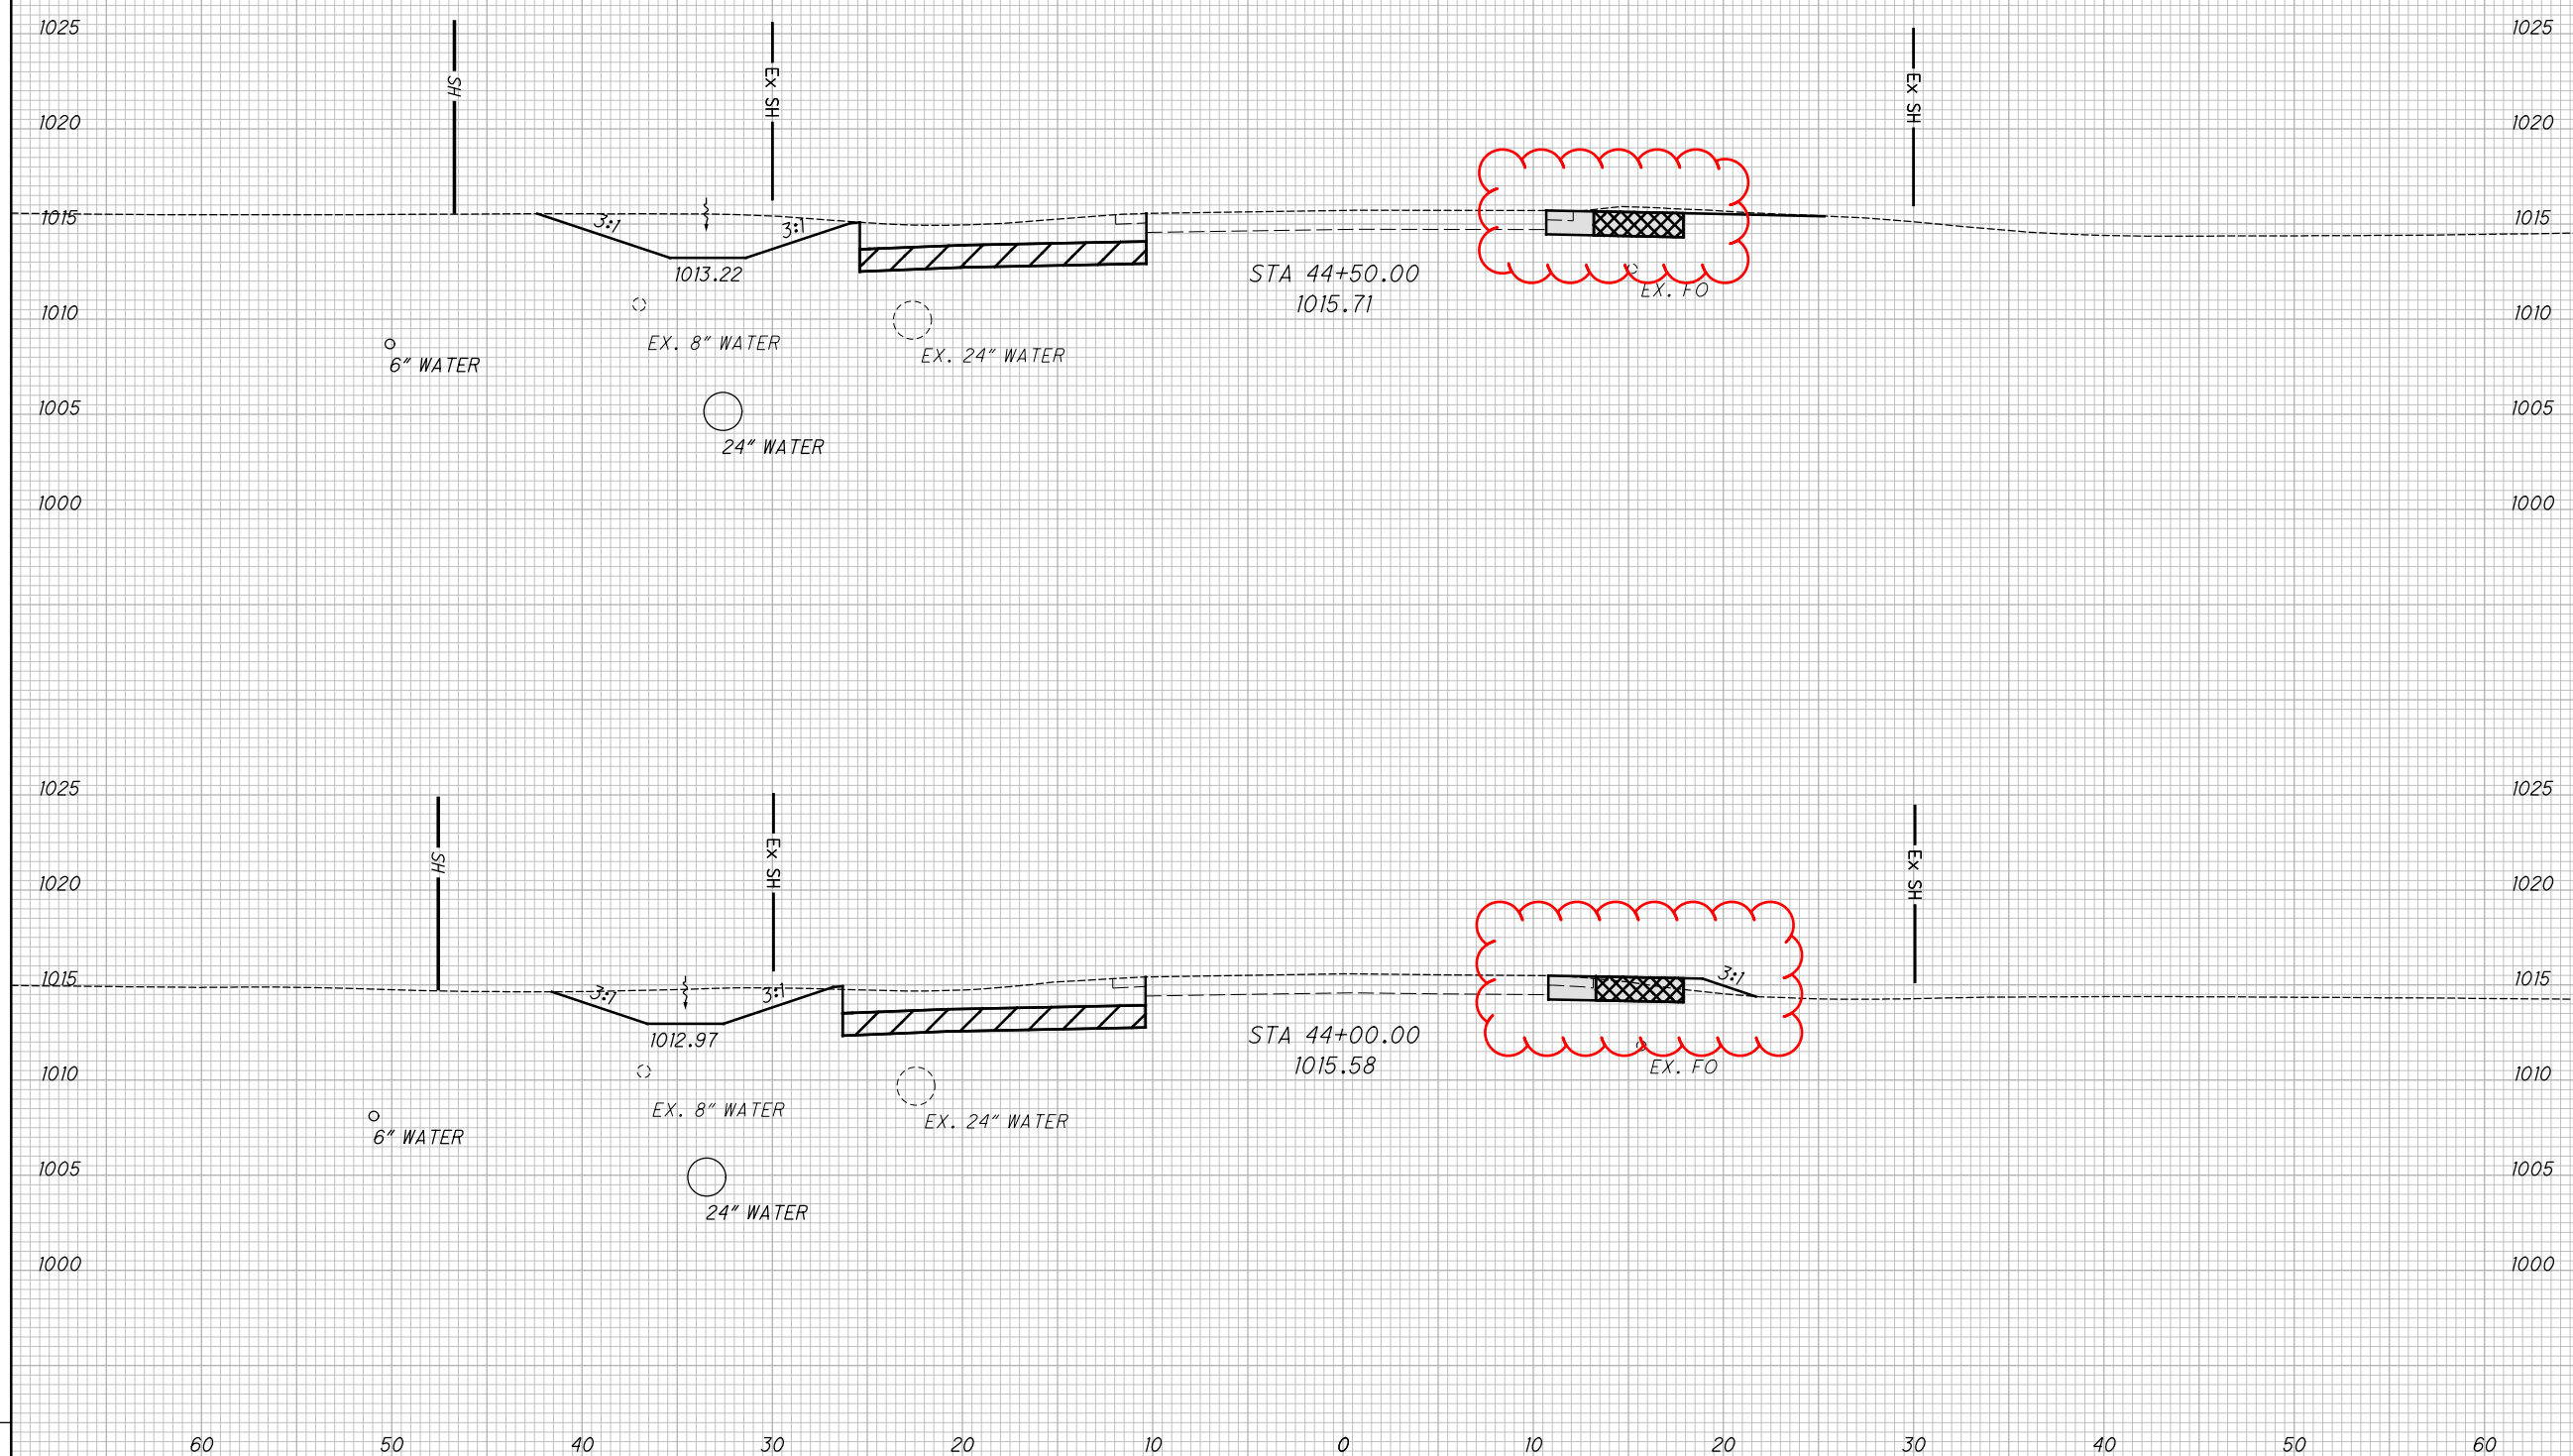 1025 1025
SH Ex SH Ex SH
1020 1020
1015 3:1 3:1 1015
1013.22 STA 44+50.00
1015.71 EX. FO
1010 1010
EX. 8" WATER EX. 24" WATER
6" WATER
1005 1005
24" WATER
1000 1000
1025 1025
SH Ex SH Ex SH
1020 1020
1015 3:1 3:1 3:1 1015
1012.97 STA 44+00.00
1015.58 EX. FO
1010 1010
EX. 8" WATER EX. 24" WATER
6" WATER
1005 1005
24" WATER
1000 1000
60 50 40 30 20 10 0 10 20 30 40 50 60